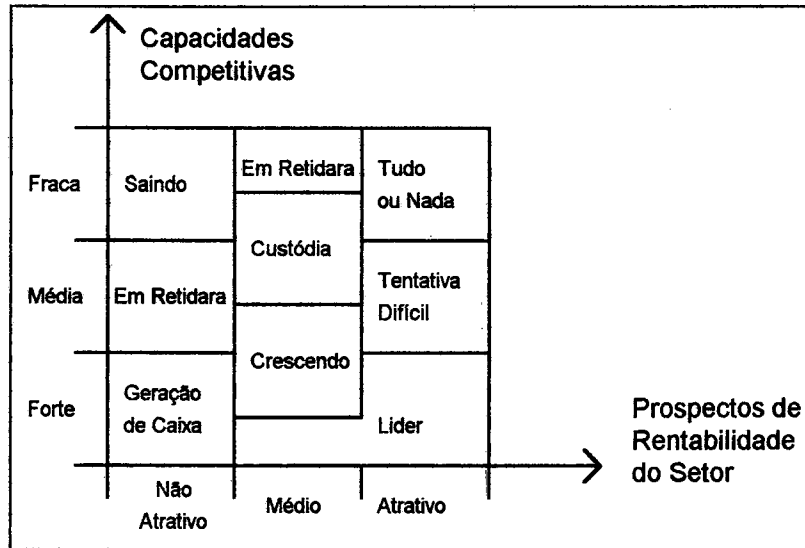 Capacidades
Competitivas
Fraca
Saindo
Em Retidara
Tudo
ou Nada
Custódia
Média
Em Retidara
Tentativa
Difícil
Crescendo
Forte
Geração
de Caixa
Lider
Prospectos de
Rentabilidade
do Setor
Não
Atrativo
Médio
Atrativo